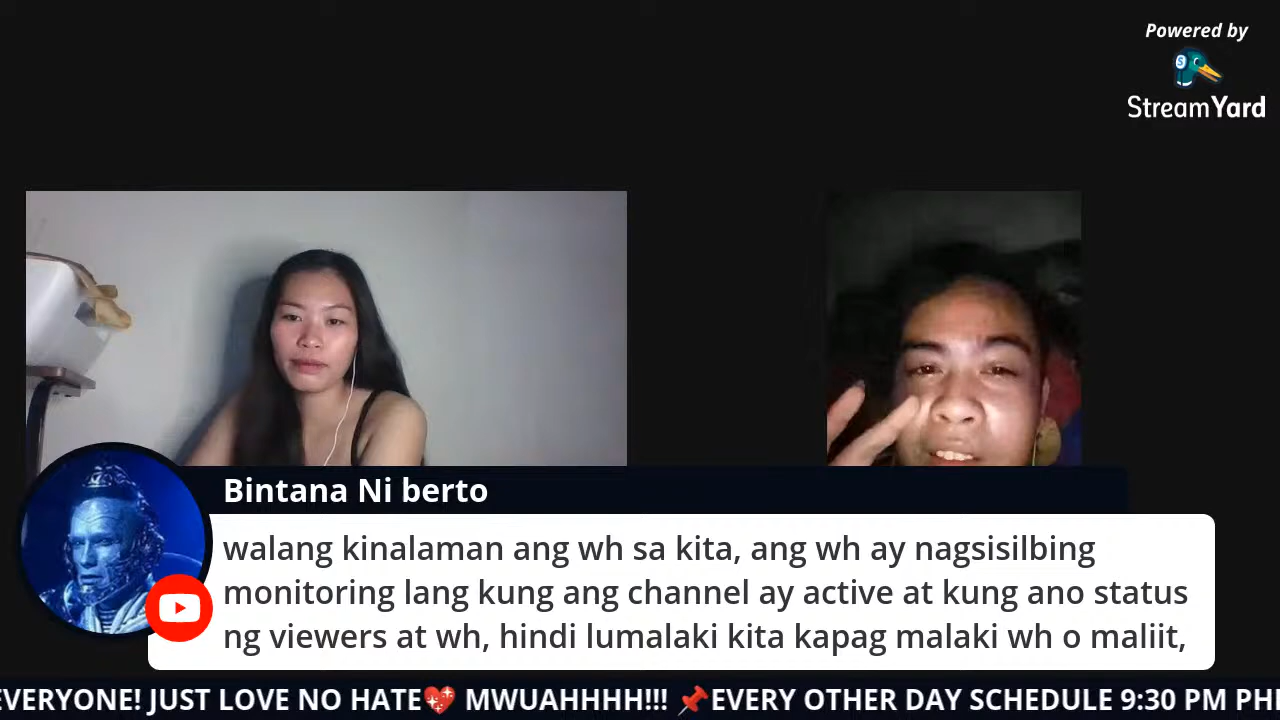 Powered by
StreamYard
Bintana Ni berto
walang kinalaman ang wh sa kita, ang wh ay nagsisilbing
monitoring lang kung ang channel ay active at kung ano status
ng viewers at wh, hindi lumalaki kita kapag malaki wh o maliit,
EVERYONE! JUST LOVE NO HATE💖 MWUAHHHH!!! 📌EVERY OTHER DAY SCHEDULE 9:30 PM PH